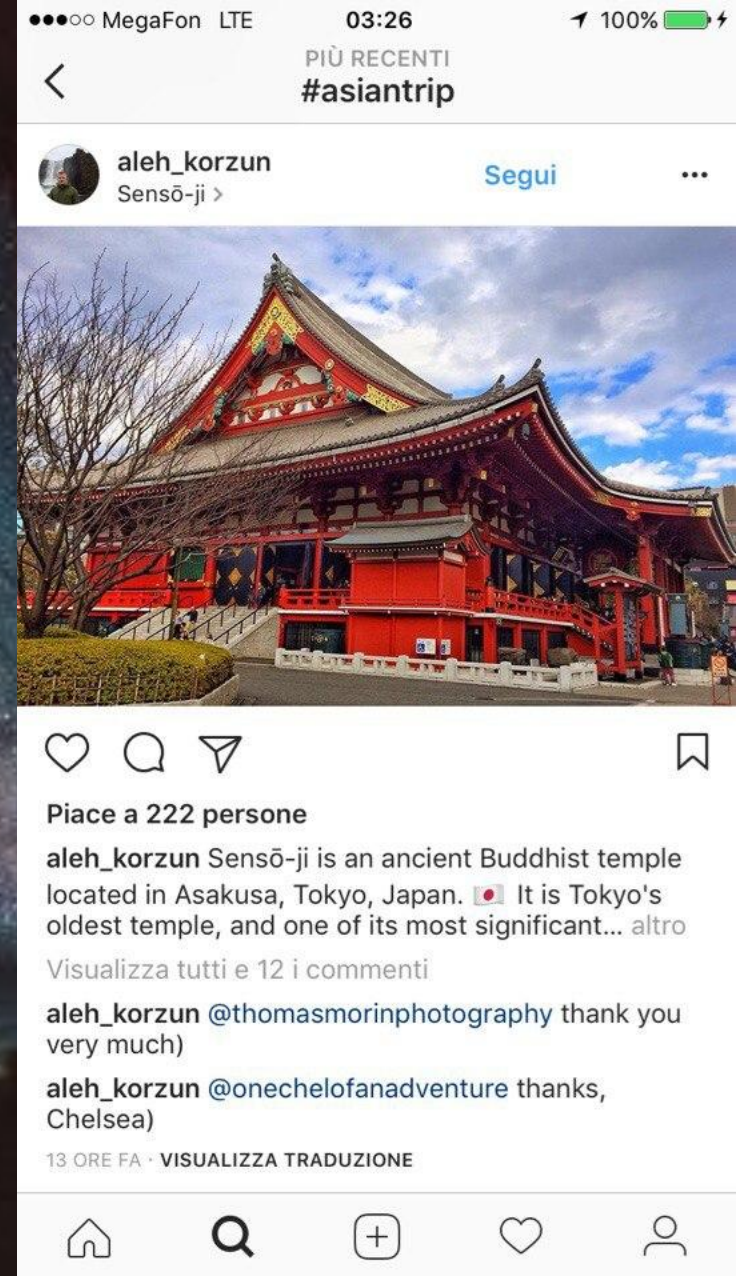 MegaFon LTE 03:26 100%
PIÙ RECENTI
#asiantrip
aleh_korzun Segui
Sensō-ji >
Piace a 222 persone
aleh_korzun Sensō-ji is an ancient Buddhist temple
located in Asakusa, Tokyo, Japan. 🇯🇵 It is Tokyo's
oldest temple, and one of its most significant... altro
Visualizza tutti e 12 i commenti
aleh_korzun @thomasmorinphotography thank you
very much)
aleh_korzun @onechelofanadventure thanks,
Chelsea)
13 ORE FA · VISUALIZZA TRADUZIONE